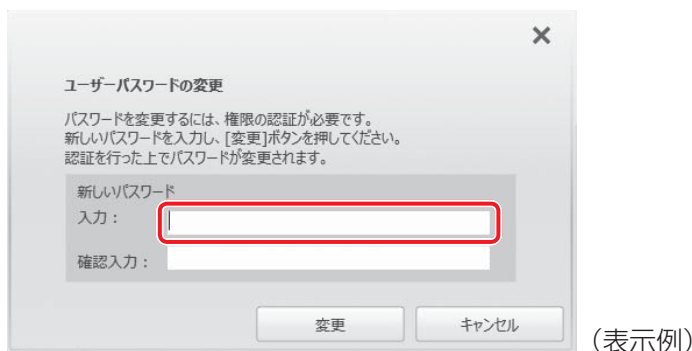 ユーザーパスワードの変更
パスワードを変更するには、権限の認証が必要です。
新しいパスワードを入力し、[変更]ボタンを押してください。
認証を行った上でパスワードが変更されます。
新しいパスワード
入力：
確認入力：
変更 キャンセル
（表示例）